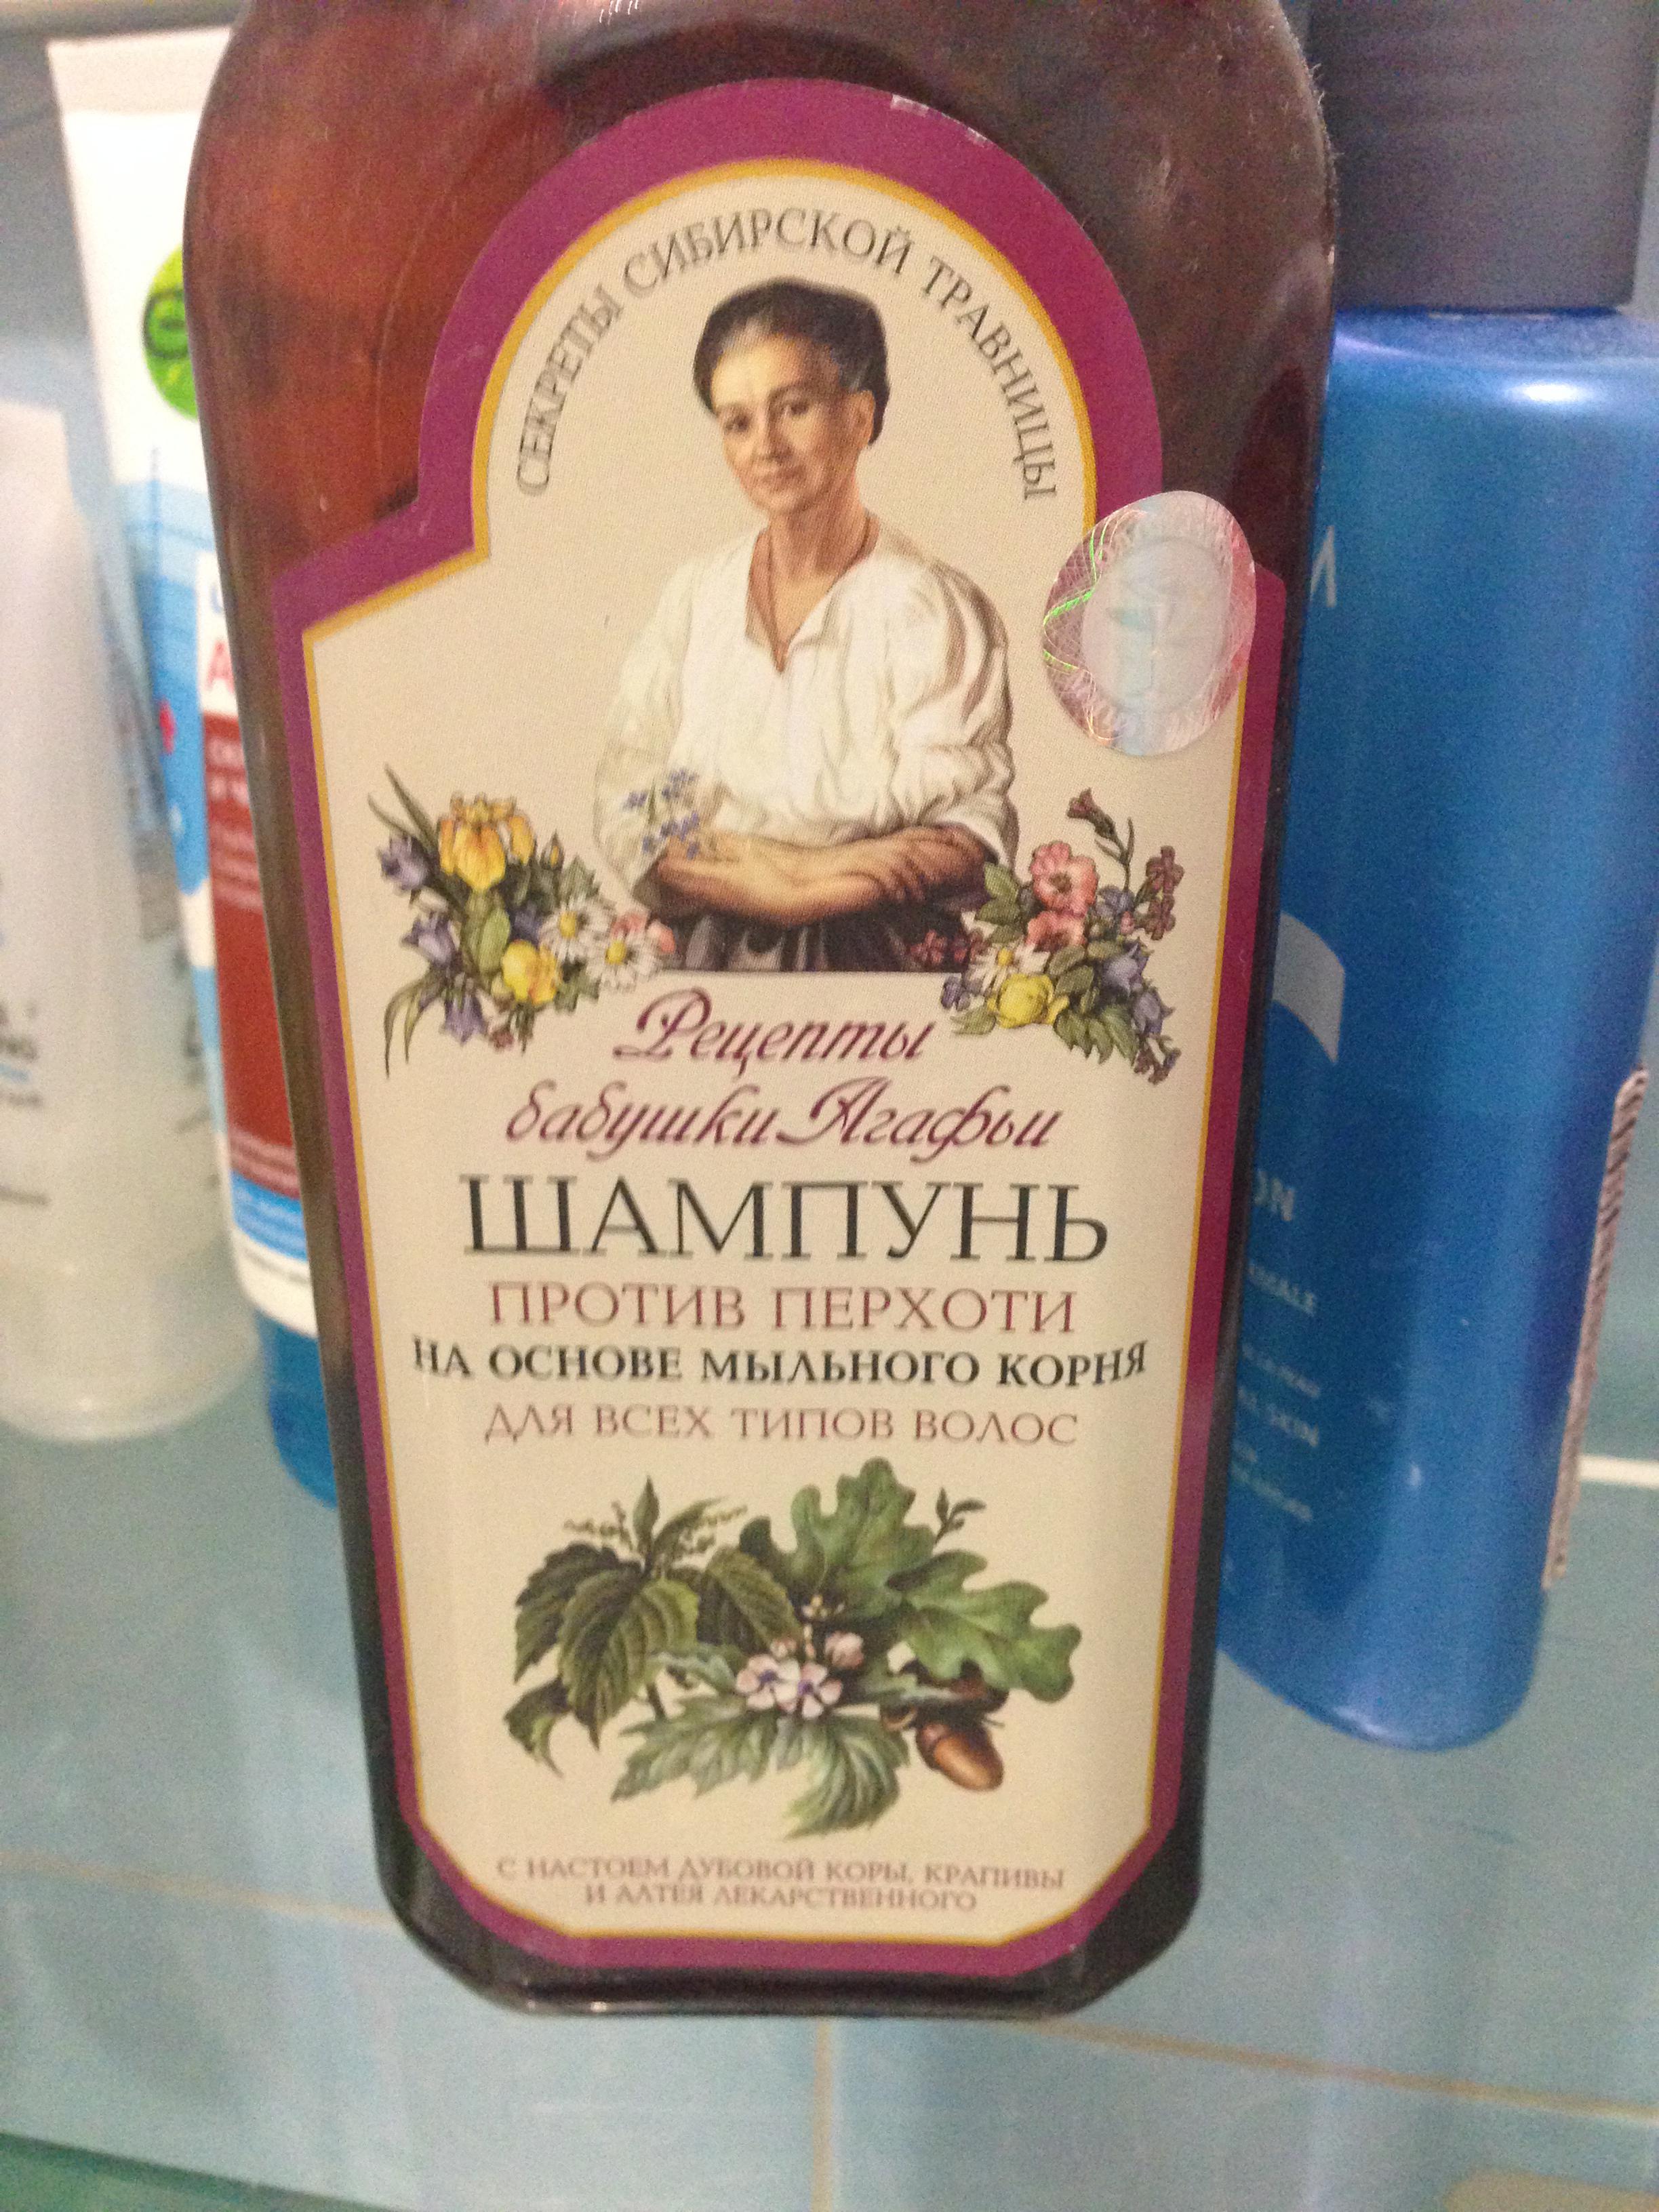 СЕКРЕТЫ СИБИРСКОЙ ТРАВНИЦЫ
Рецепты
бабушки Агафьи
ШАМПУНЬ
ПРОТИВ ПЕРХОТИ
НА ОСНОВЕ МЫЛЬНОГО КОРНЯ
ДЛЯ ВСЕХ ТИПОВ ВОЛОС
С НАСТОЕМ ДУБОВОЙ КОРЫ, КРАПИВЫ
И АЛТЕЯ ЛЕКАРСТВЕННОГО